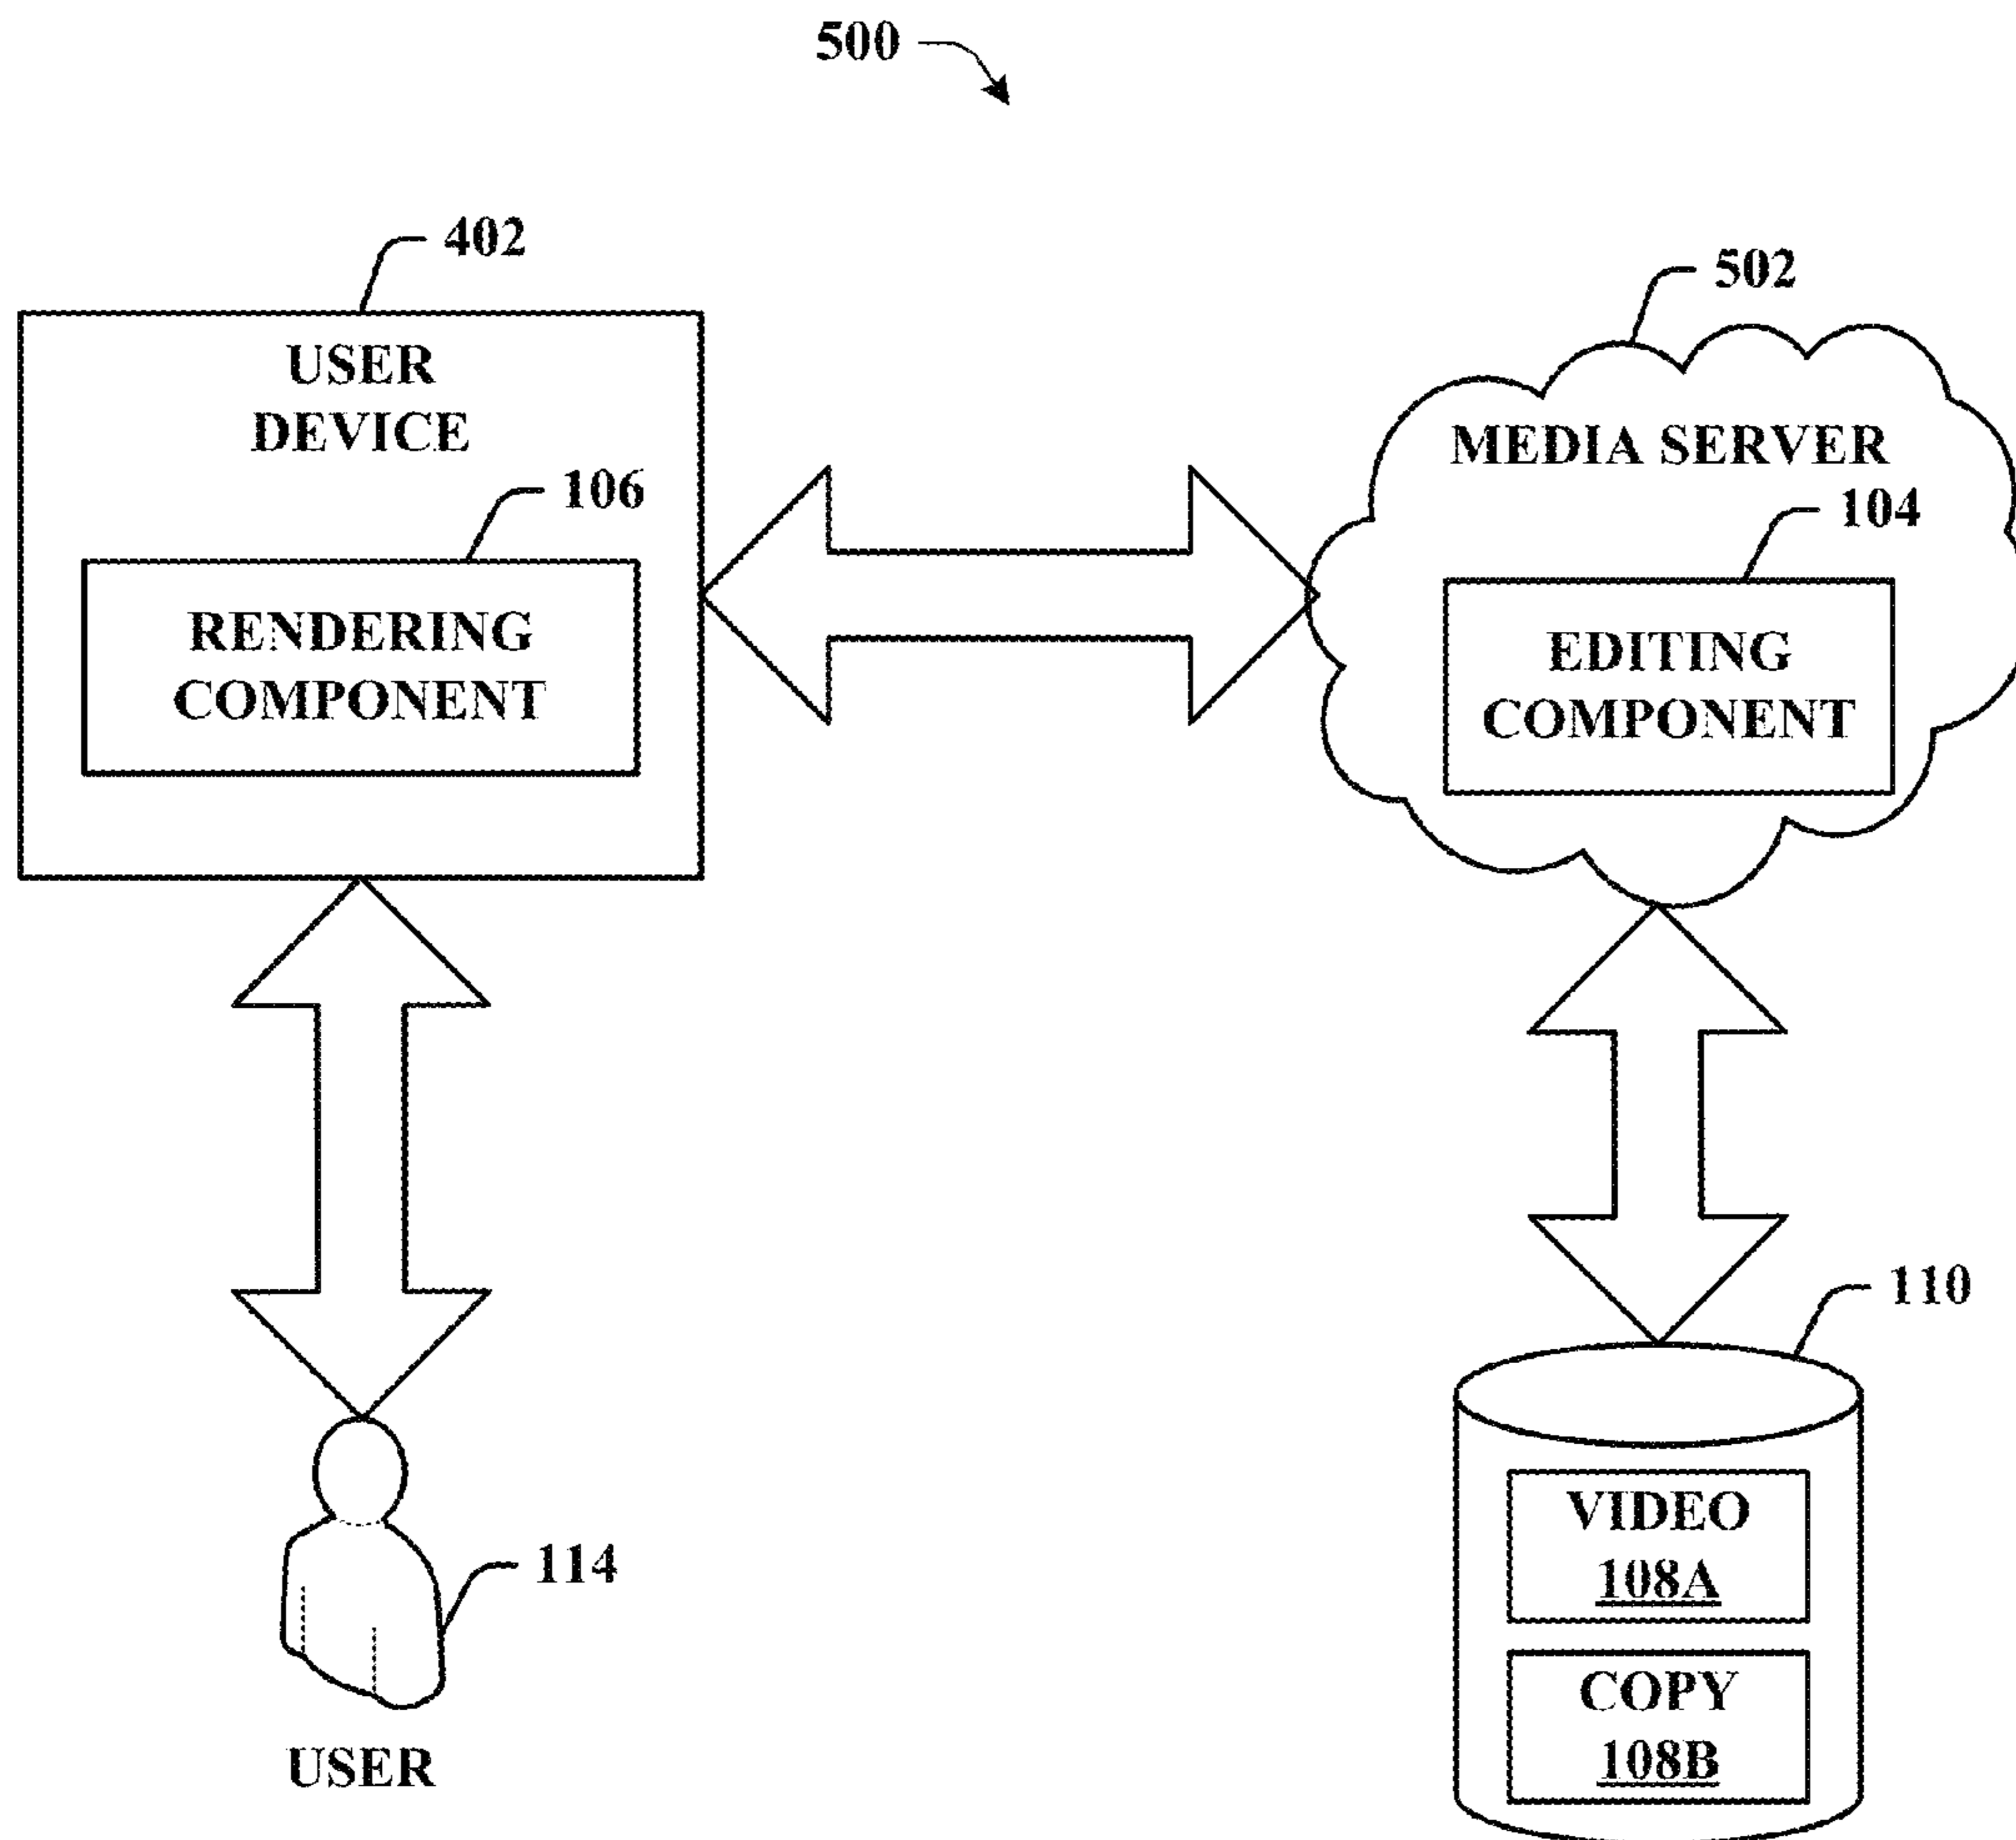 500
402
502
USER
DEVICE
MEDIA SERVER
106
104
RENDERING
COMPONENT
EDITING
COMPONENT
110
VIDEO
108A
114
COPY
108B
USER